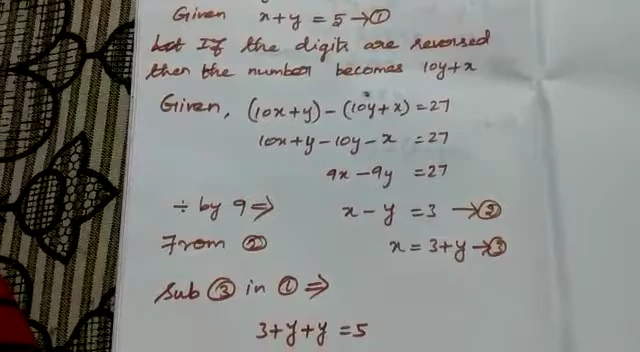 Given x+y = 5 → ①
If the digits are reversed
then the number becomes 10y+x
Given, (10x+y) - (10y+x) = 27
10x+y-10y-x = 27
9x-9y = 27
÷ by 9 ⇒ x-y = 3 → ②
From ② x = 3+y → ③
Sub ③ in ① ⇒
3+y+y = 5